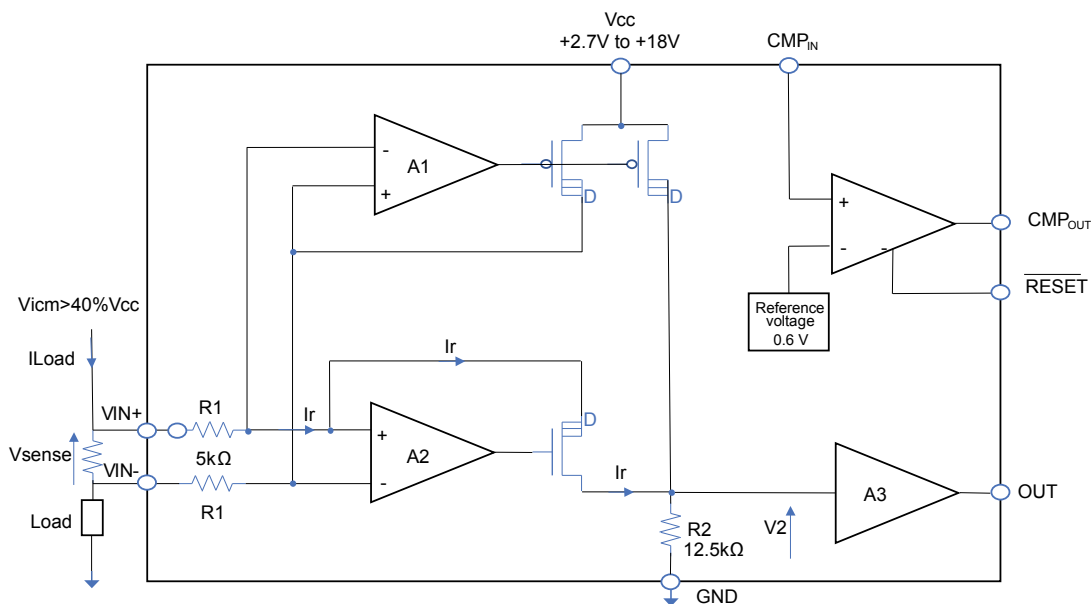 Vcc
+2.7V to +18V
CMPIN
A1
-
+
D
D
+
-
-
CMPOUT
RESET
Reference
voltage
0.6 V
Vicm>40%Vcc
ILoad
VIN+
R1
Ir
Ir
D
+
A2
-
Vsense
5kΩ
VIN-
R1
Ir
Load
R2
12.5kΩ
V2
A3
OUT
GND